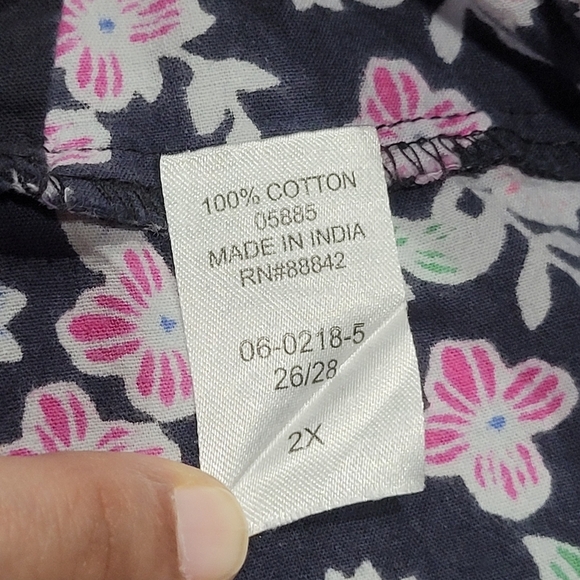 100% COTTON
05885
MADE IN INDIA
RN#88842
06-0218-5
26/28
2X